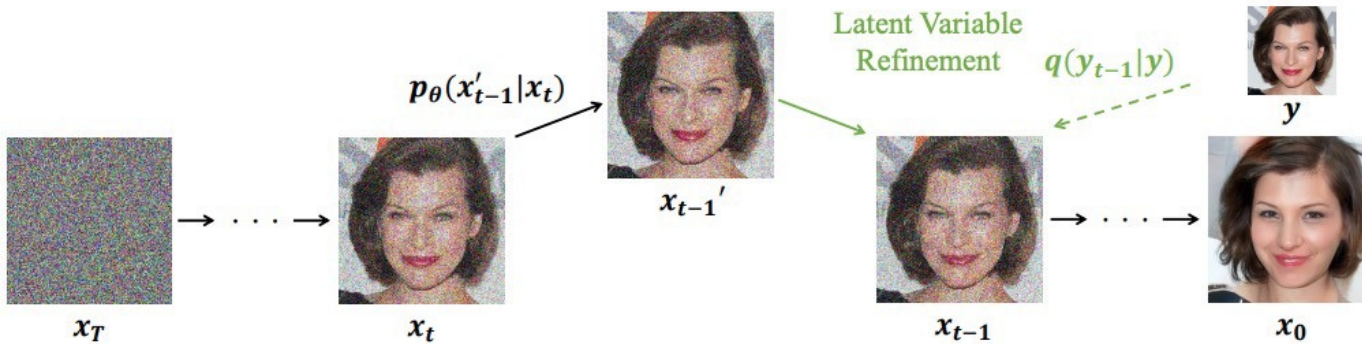 Latent Variable
Refinement
q(y_{t-1}|y)
p_θ(x'_{t-1}|x_t)
y
x_{t-1}'
. . .
. . .
x_T
x_t
x_{t-1}
x_0